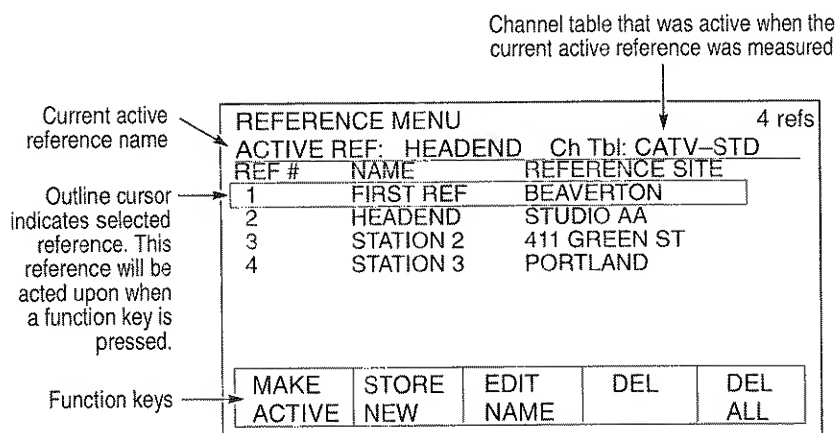 Channel table that was active when the
current active reference was measured
Current active
reference name
REFERENCE MENU 4 refs
ACTIVE REF: HEADEND Ch Tbl: CATV–STD
REF # NAME REFERENCE SITE
1 FIRST REF BEAVERTON
2 HEADEND STUDIO AA
3 STATION 2 411 GREEN ST
4 STATION 3 PORTLAND
Outline cursor
indicates selected
reference. This
reference will be
acted upon when
a function key is
pressed.
Function keys
MAKE STORE EDIT DEL DEL
ACTIVE NEW NAME ALL